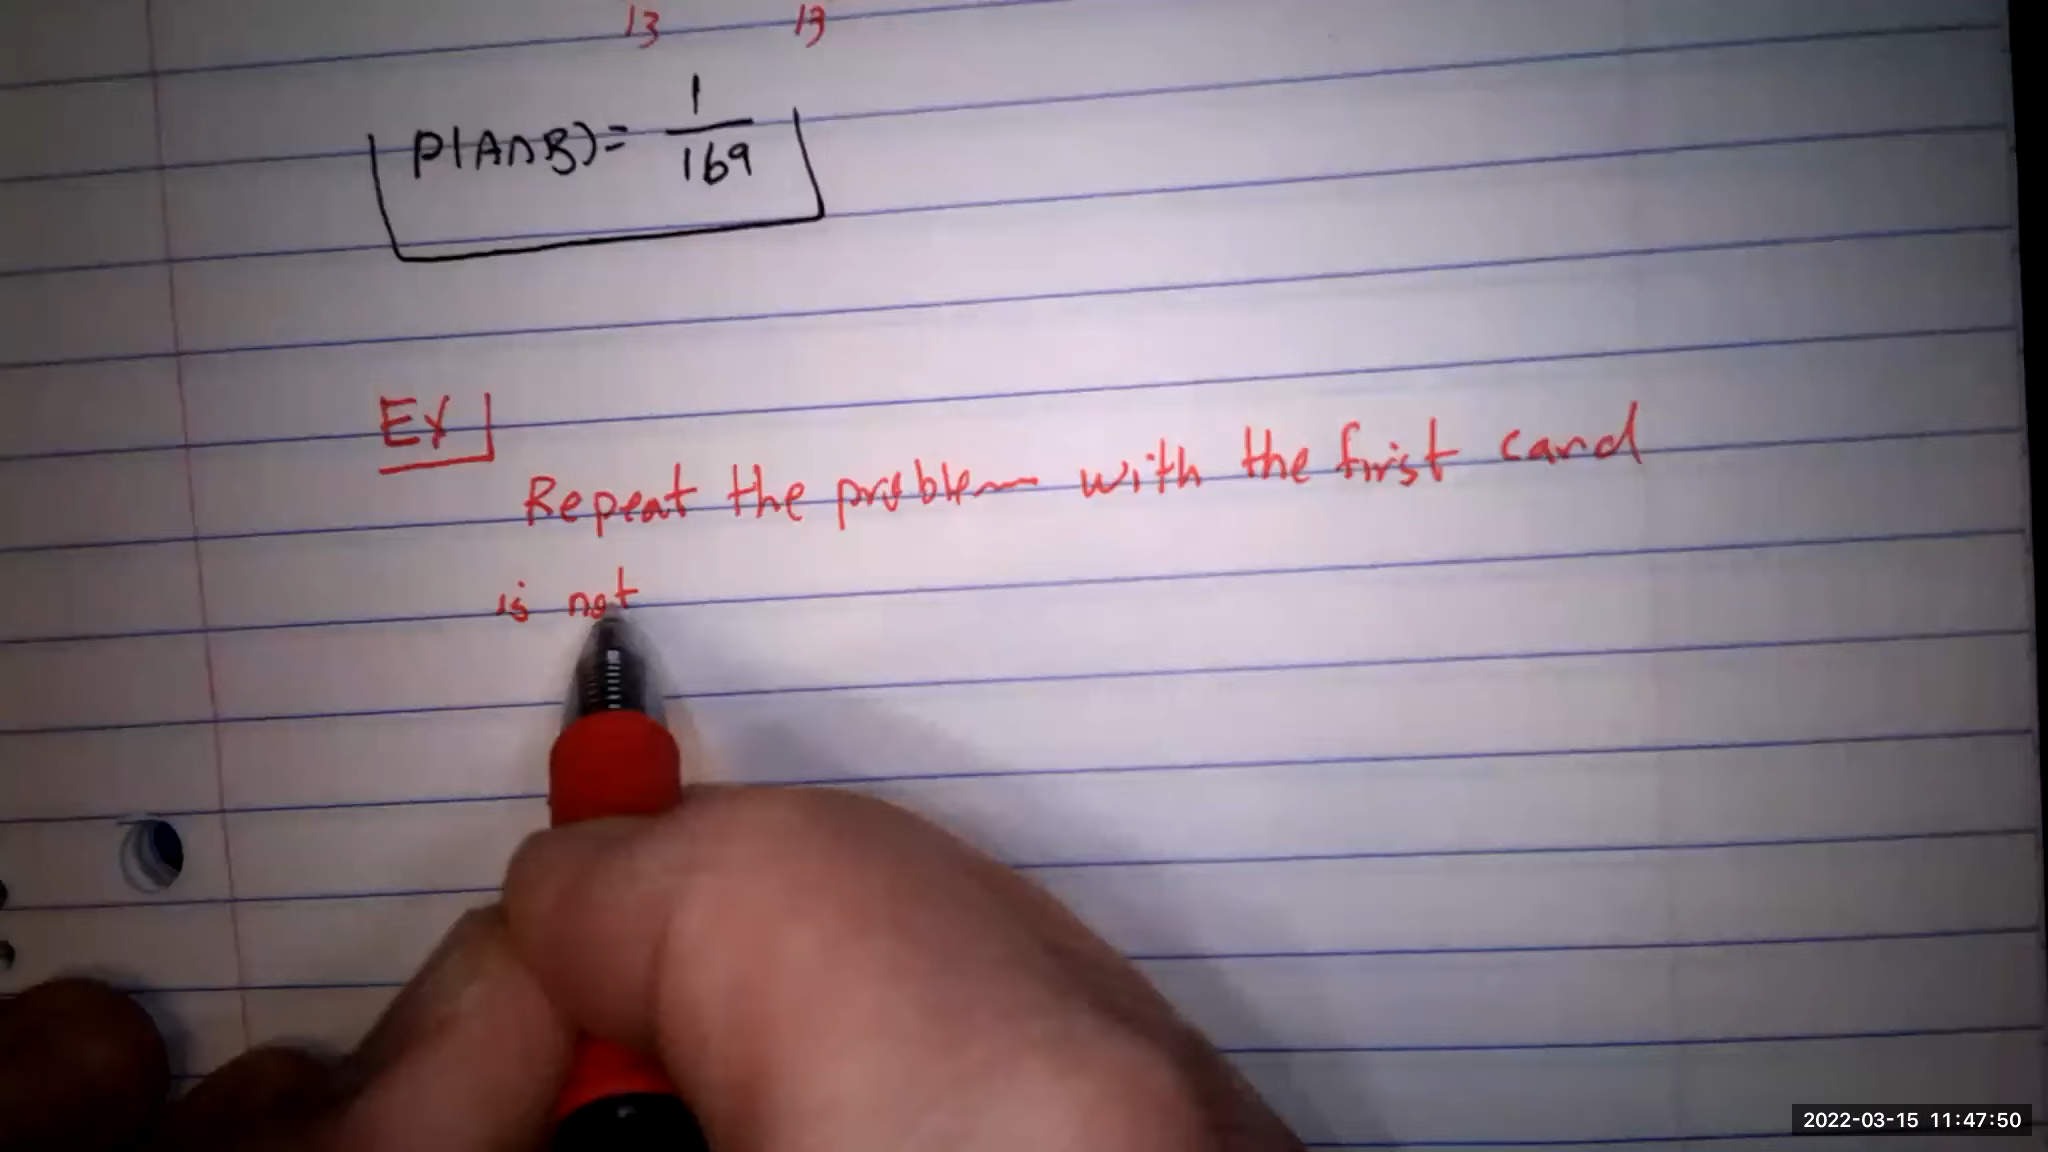 13 13
P(A∩B) = 1/169
EX
Repeat the problem with the first card
is not
2022-03-15 11:47:50